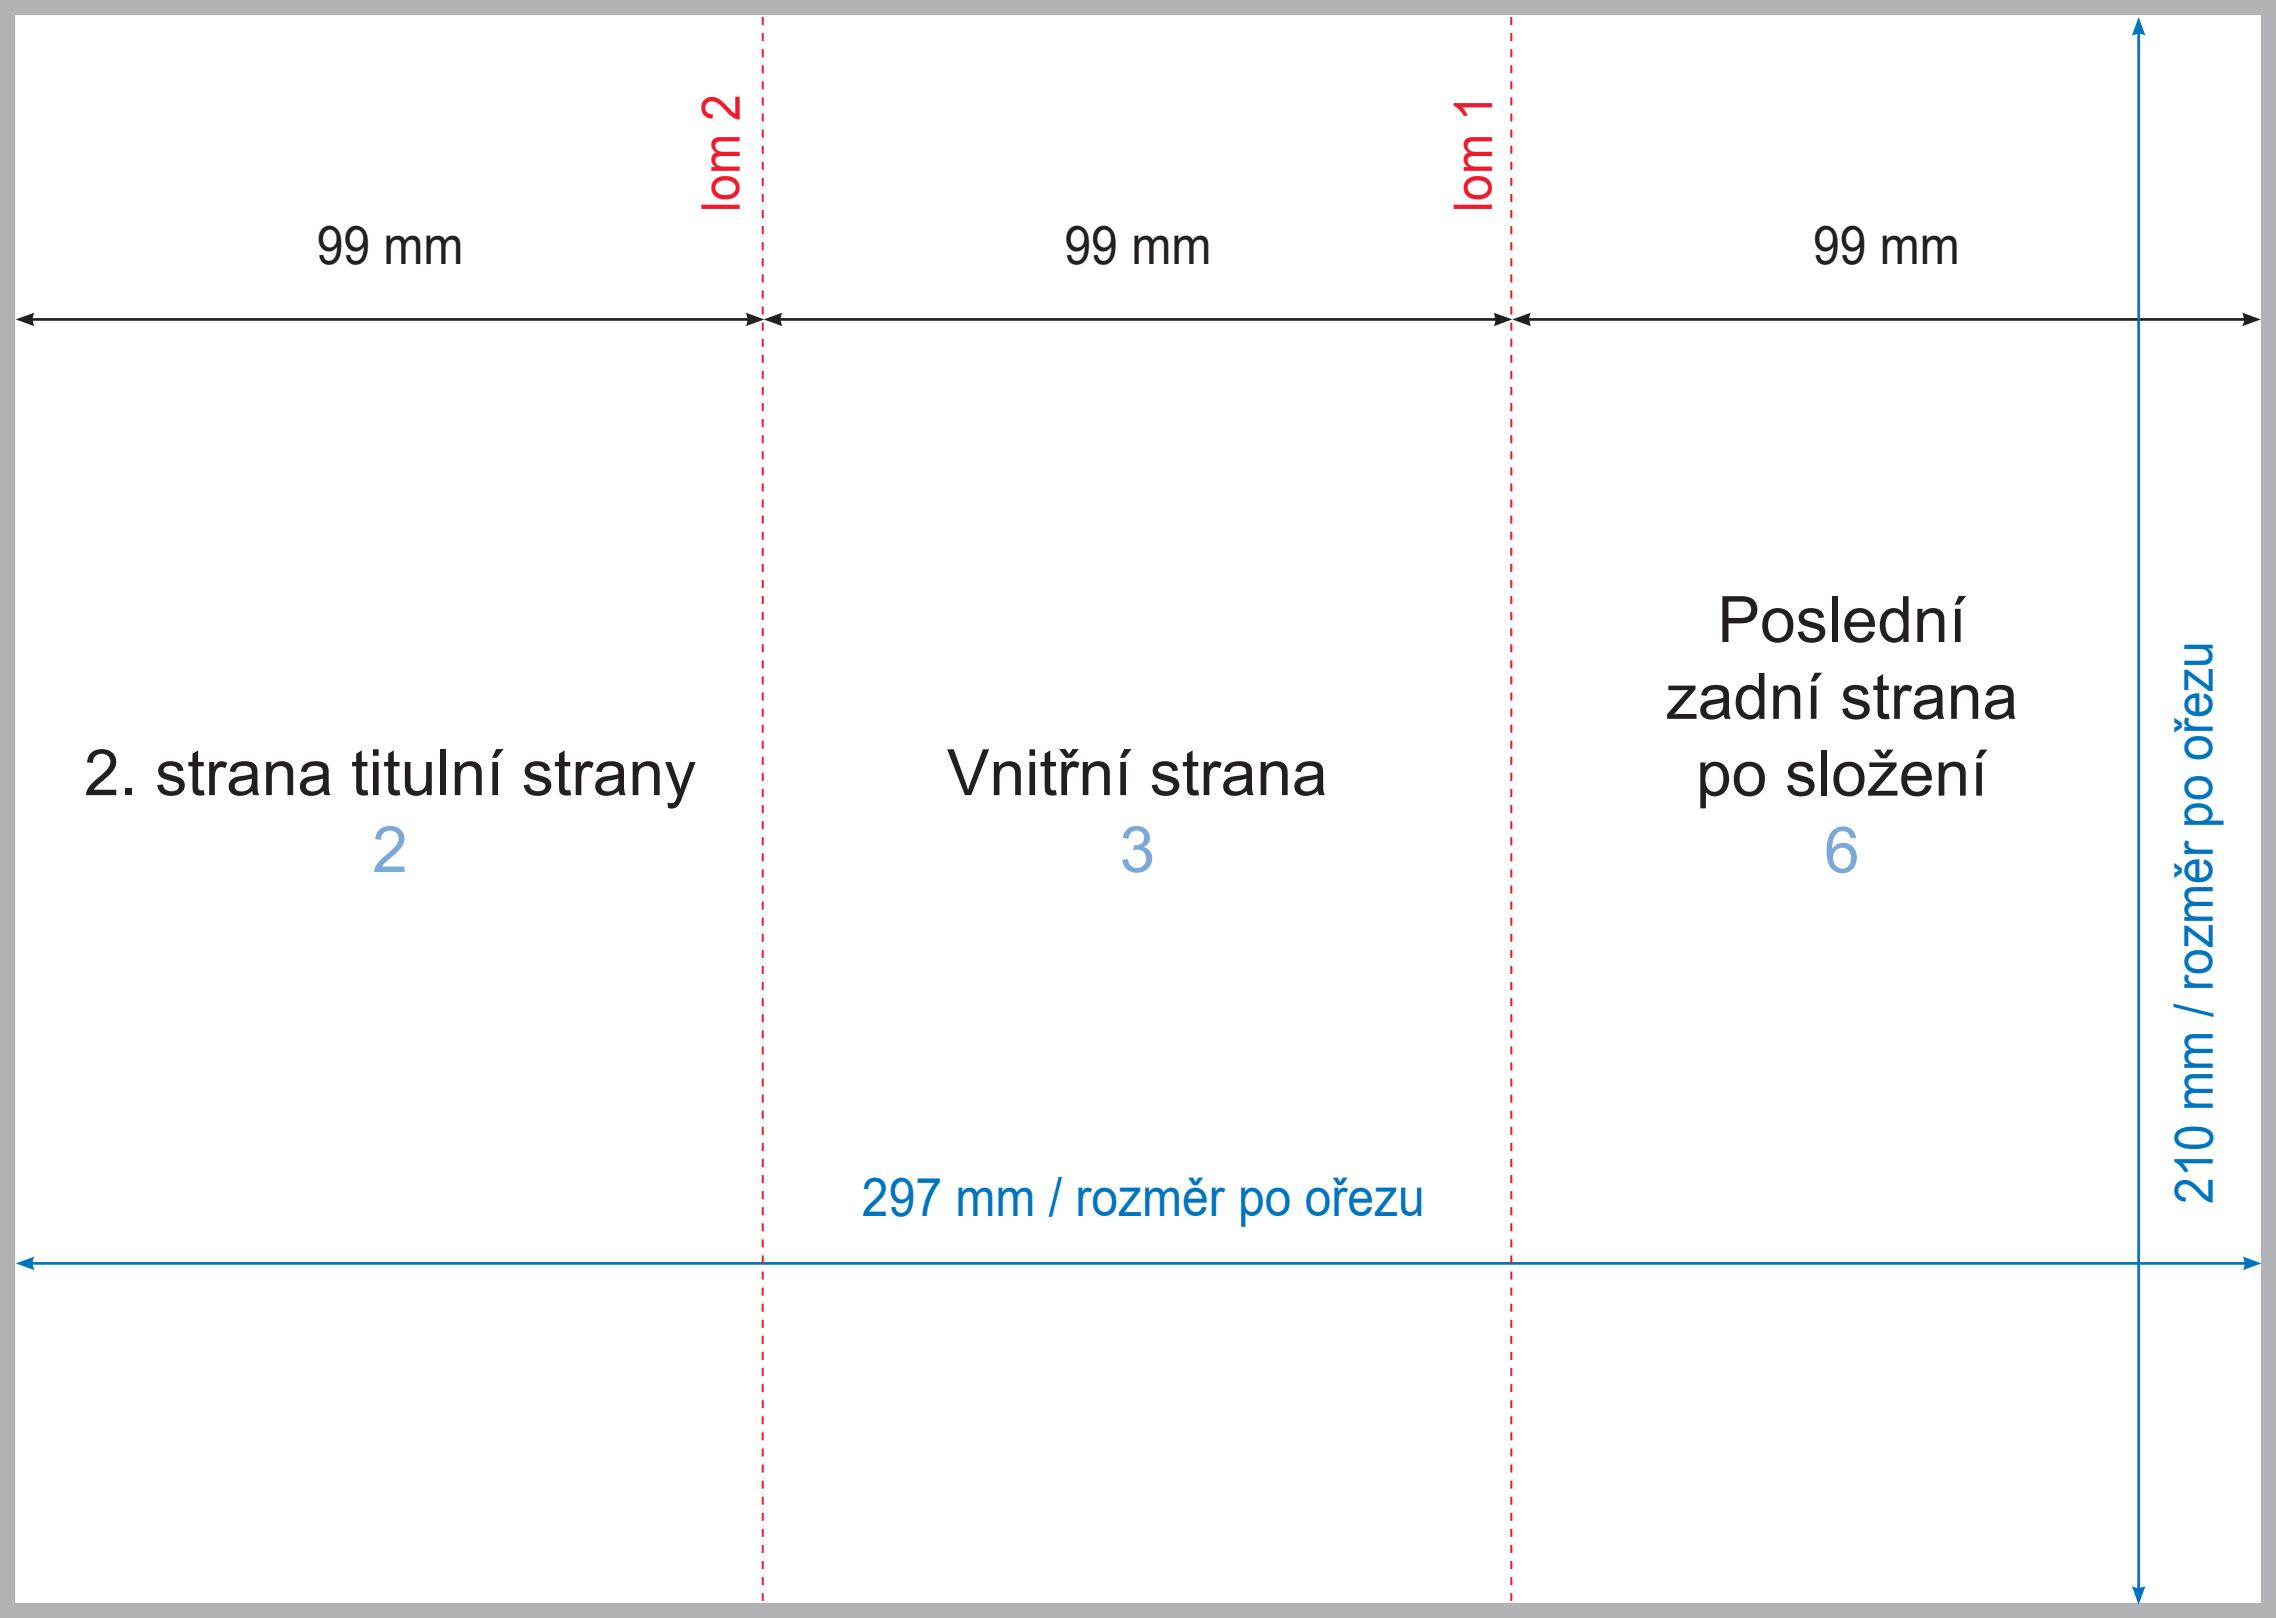 lom 2
lom 1
99 mm
99 mm
99 mm
2. strana titulní strany
2
Vnitřní strana
3
Poslední
zadní strana
po složení
6
210 mm / rozměr po ořezu
297 mm / rozměr po ořezu